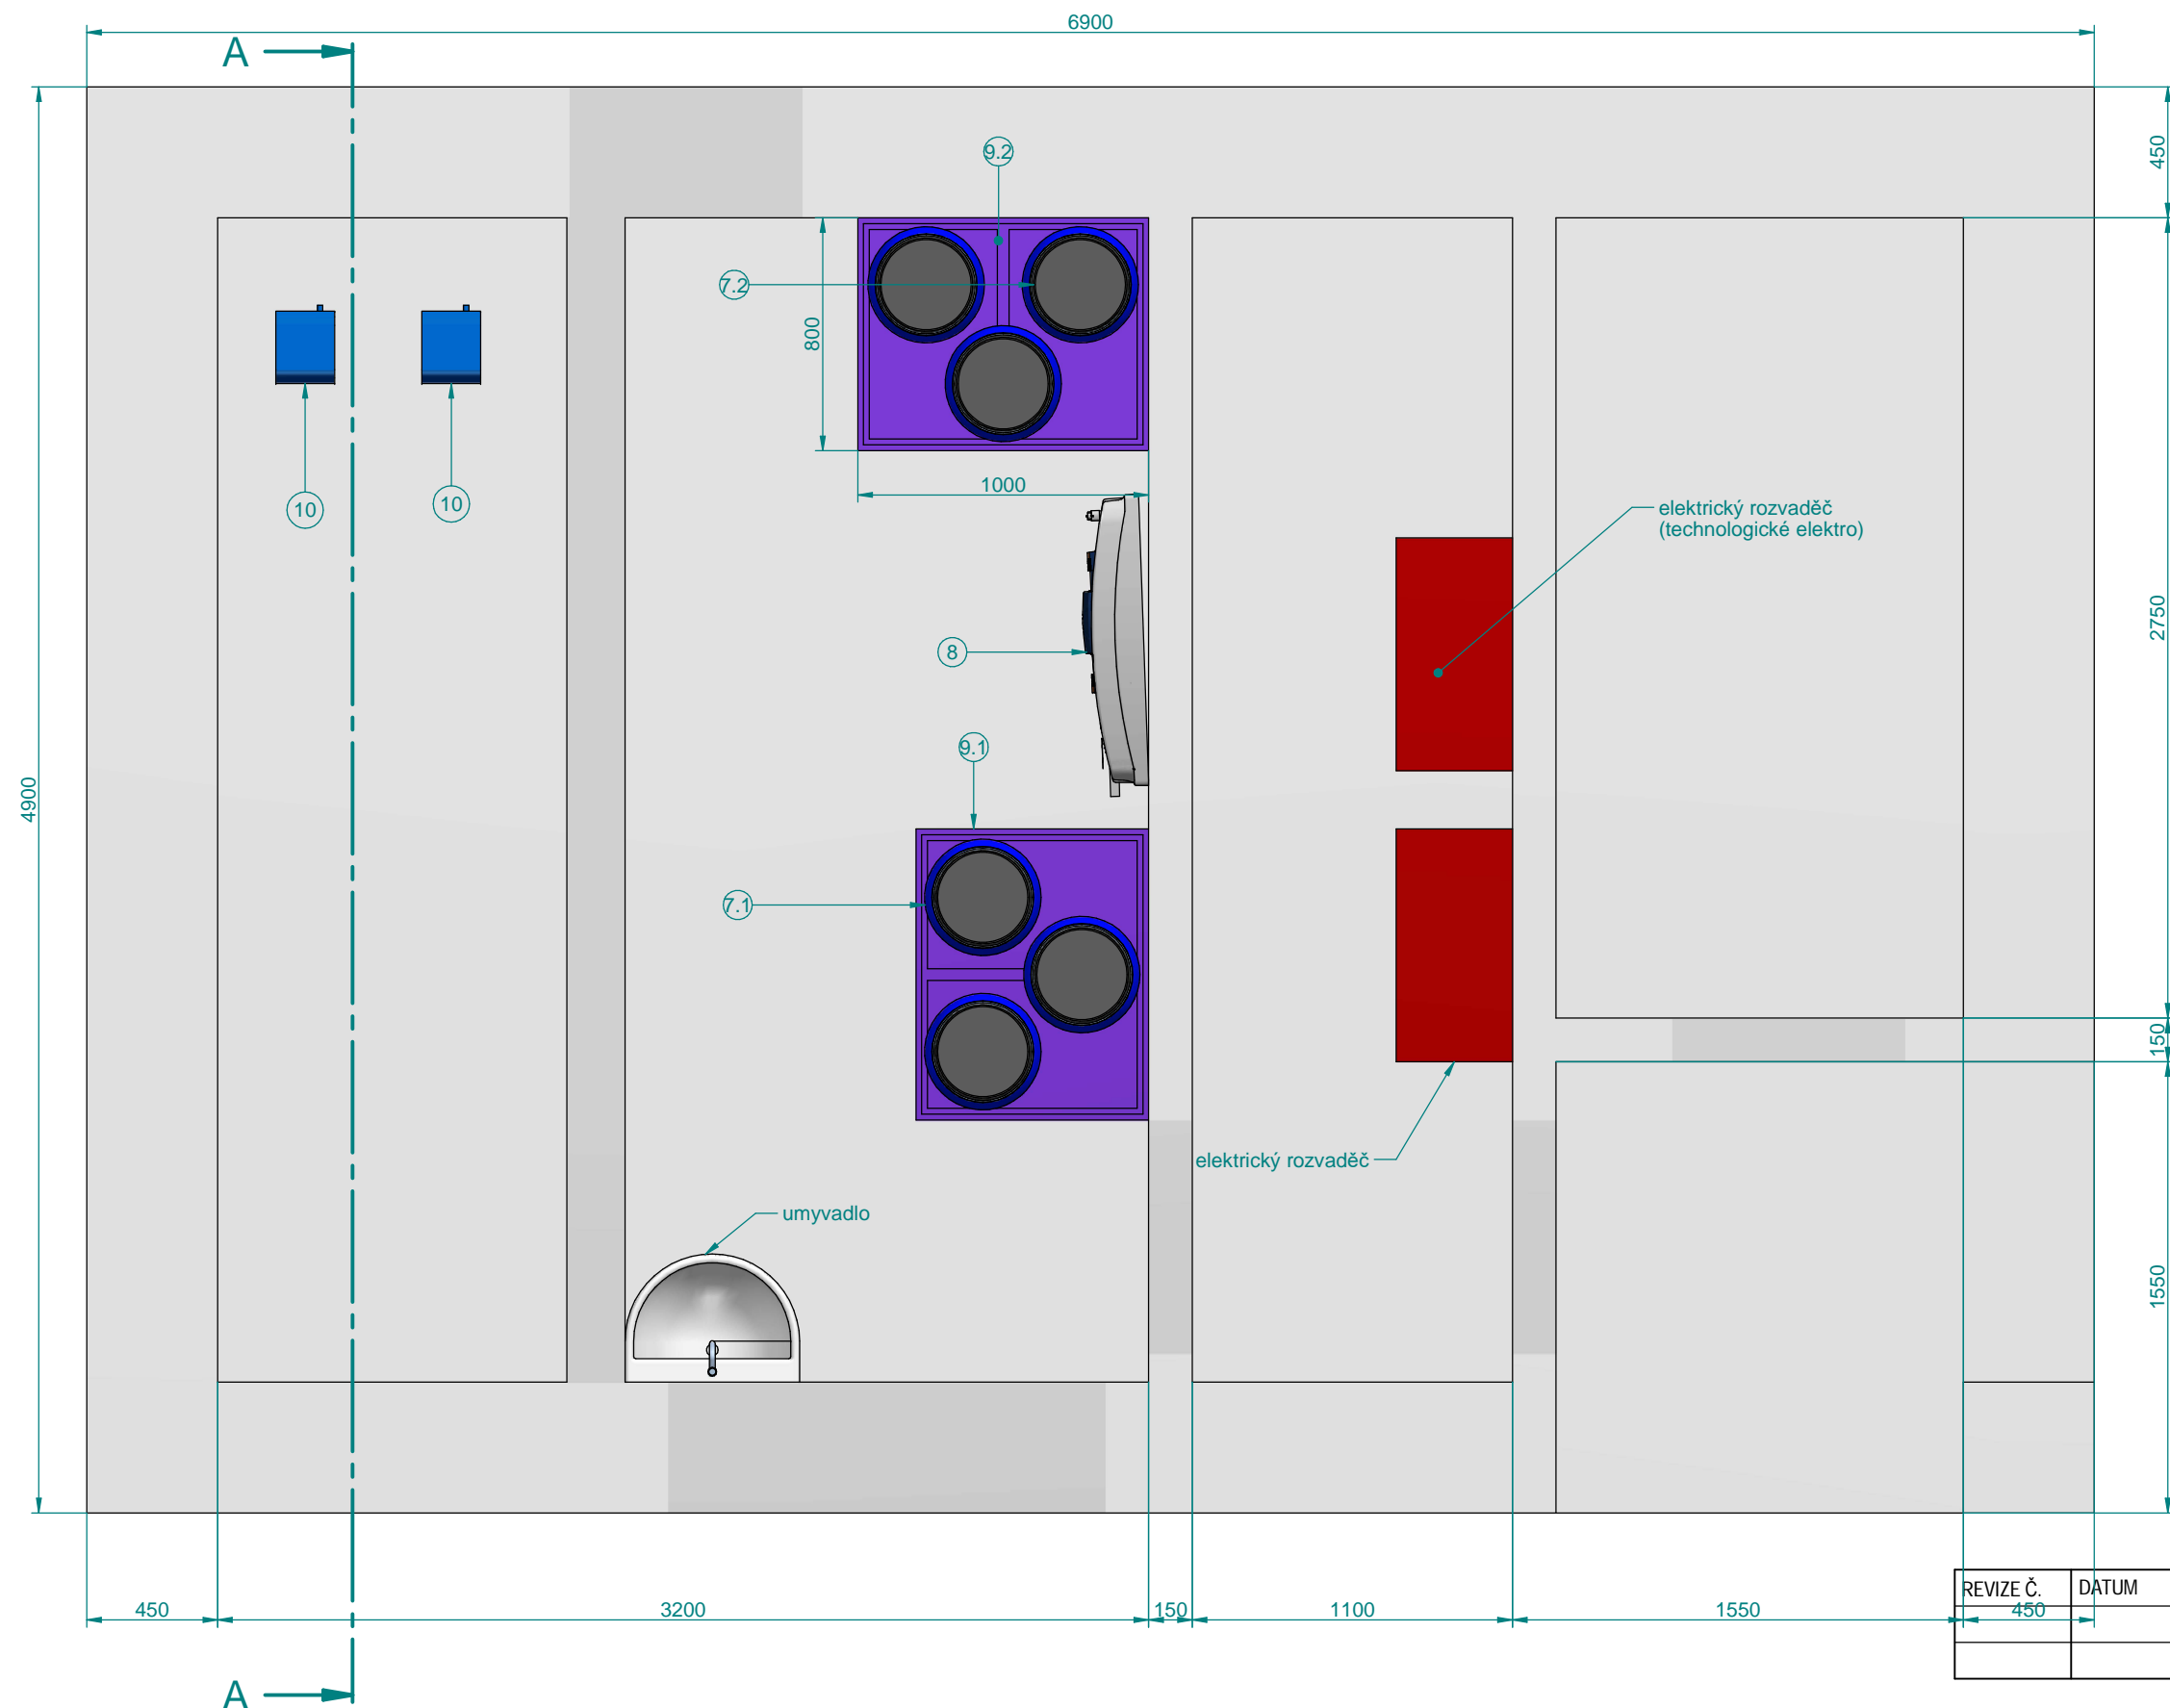 6900
A
450
9.2
7.2
800
1000
10
10
elektrický rozvaděč
(technologické elektro)
2750
8
9.1
4900
7.1
150
elektrický rozvaděč
umyvadlo
1550
REVIZE Č.
DATUM
450
3200
150
1100
1550
450
A